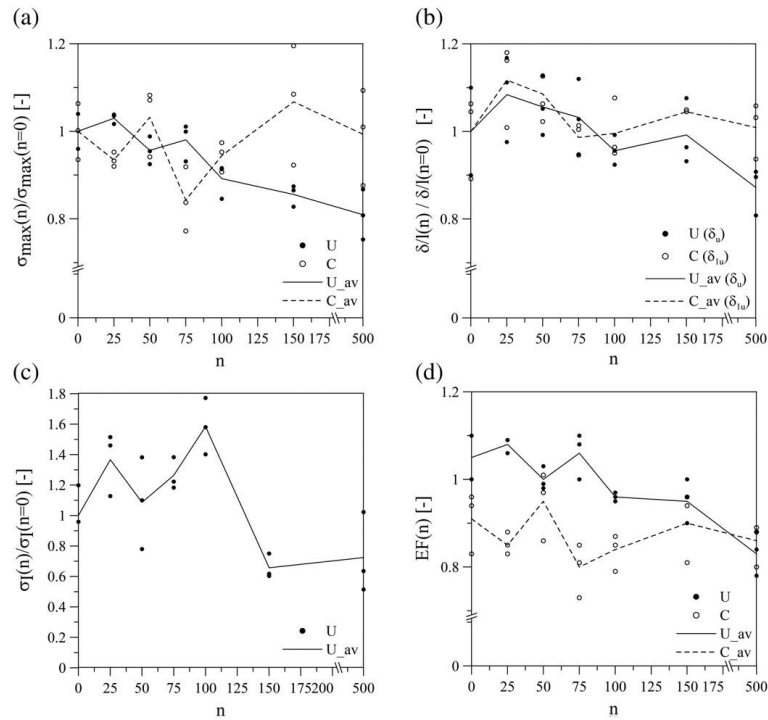 (a)
1.2
1
0.8
0
σmax(n)/σmax(n=0) [-]
U
C
U_av
C_av
0 25 50 75 100 125 150 175 500
n
(b)
1.2
1
0.8
0
δ/l(n) / δ/l(n=0) [-]
U (δu)
C (δ1u)
U_av (δu)
C_av (δ1u)
0 25 50 75 100 125 150 175 500
n
(c)
1.8
1.6
1.4
1.2
1
0.8
0.6
0.4
0.2
0
σI(n)/σI(n=0) [-]
U
U_av
0 25 50 75 100 125 150 175200 500
n
(d)
1.2
1
0.8
0
EF(n) [-]
U
C
U_av
C_av
0 25 50 75 100 125 150 175 500
n